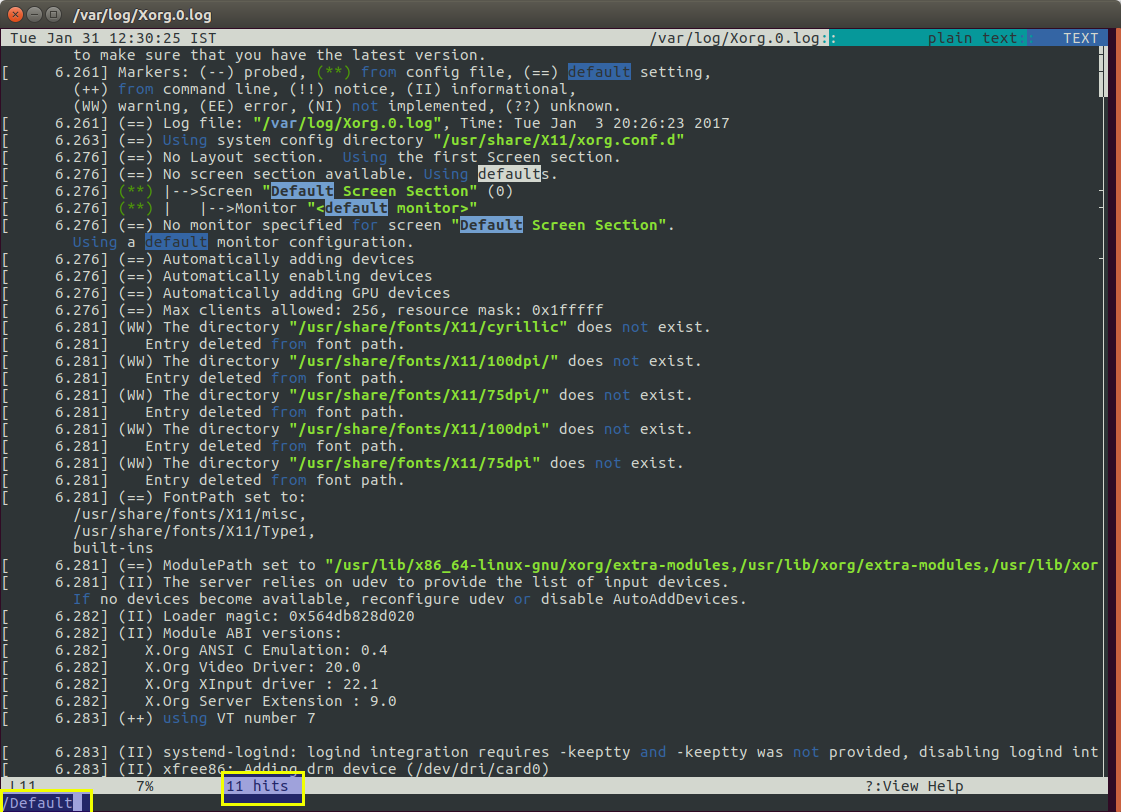 /var/log/Xorg.0.log
Tue Jan 31 12:30:25 IST /var/log/Xorg.0.log:: plain text:: TEXT
to make sure that you have the latest version.
[ 6.261] Markers: (--) probed, (**) from config file, (==) default setting,
(++) from command line, (!!) notice, (II) informational,
(WW) warning, (EE) error, (NI) not implemented, (??) unknown.
[ 6.261] (==) Log file: "/var/log/Xorg.0.log", Time: Tue Jan  3 20:26:23 2017
[ 6.263] (==) Using system config directory "/usr/share/X11/xorg.conf.d"
[ 6.276] (==) No Layout section.  Using the first Screen section.
[ 6.276] (==) No screen section available. Using defaults.
[ 6.276] (**) |-->Screen "Default Screen Section" (0)
[ 6.276] (**) |   |-->Monitor "<default monitor>"
[ 6.276] (==) No monitor specified for screen "Default Screen Section".
Using a default monitor configuration.
[ 6.276] (==) Automatically adding devices
[ 6.276] (==) Automatically enabling devices
[ 6.276] (==) Automatically adding GPU devices
[ 6.276] (==) Max clients allowed: 256, resource mask: 0x1fffff
[ 6.281] (WW) The directory "/usr/share/fonts/X11/cyrillic" does not exist.
[ 6.281] Entry deleted from font path.
[ 6.281] (WW) The directory "/usr/share/fonts/X11/100dpi/" does not exist.
[ 6.281] Entry deleted from font path.
[ 6.281] (WW) The directory "/usr/share/fonts/X11/75dpi/" does not exist.
[ 6.281] Entry deleted from font path.
[ 6.281] (WW) The directory "/usr/share/fonts/X11/100dpi" does not exist.
[ 6.281] Entry deleted from font path.
[ 6.281] (WW) The directory "/usr/share/fonts/X11/75dpi" does not exist.
[ 6.281] Entry deleted from font path.
[ 6.281] (==) FontPath set to:
/usr/share/fonts/X11/misc,
/usr/share/fonts/X11/Type1,
built-ins
[ 6.281] (==) ModulePath set to "/usr/lib/x86_64-linux-gnu/xorg/extra-modules,/usr/lib/xorg/extra-modules,/usr/lib/xor
[ 6.281] (II) The server relies on udev to provide the list of input devices.
If no devices become available, reconfigure udev or disable AutoAddDevices.
[ 6.282] (II) Loader magic: 0x564db828d020
[ 6.282] (II) Module ABI versions:
[ 6.282] X.Org ANSI C Emulation: 0.4
[ 6.282] X.Org Video Driver: 20.0
[ 6.282] X.Org XInput driver : 22.1
[ 6.282] X.Org Server Extension : 9.0
[ 6.283] (++) using VT number 7
[ 6.283] (II) systemd-logind: logind integration requires -keeptty and -keeptty was not provided, disabling logind int
[ 6.283] (II) xfree86: Adding drm device (/dev/dri/card0)
L11 7% 11 hits ?:View Help
/Default